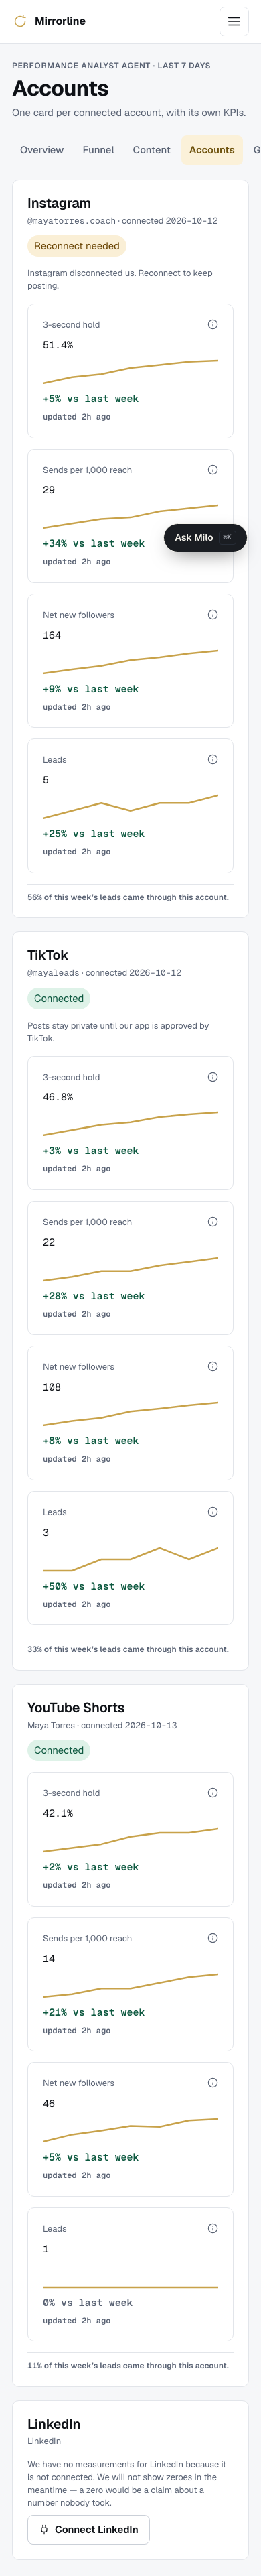 Mirrorline
PERFORMANCE ANALYST AGENT · LAST 7 DAYS
Accounts
One card per connected account, with its own KPIs.
Overview
Funnel
Content
Accounts
G
Instagram
@mayatorres.coach · connected 2026-10-12
Reconnect needed
Instagram disconnected us. Reconnect to keep
posting.
3-second hold
51.4%
+5% vs last week
updated 2h ago
Sends per 1,000 reach
29
+34% vs last week
updated 2h ago
Ask Milo ⌘K
Net new followers
164
+9% vs last week
updated 2h ago
Leads
5
+25% vs last week
updated 2h ago
56% of this week's leads came through this account.
TikTok
@mayaleads · connected 2026-10-12
Connected
Posts stay private until our app is approved by
TikTok.
3-second hold
46.8%
+3% vs last week
updated 2h ago
Sends per 1,000 reach
22
+28% vs last week
updated 2h ago
Net new followers
108
+8% vs last week
updated 2h ago
Leads
3
+50% vs last week
updated 2h ago
33% of this week's leads came through this account.
YouTube Shorts
Maya Torres · connected 2026-10-13
Connected
3-second hold
42.1%
+2% vs last week
updated 2h ago
Sends per 1,000 reach
14
+21% vs last week
updated 2h ago
Net new followers
46
+5% vs last week
updated 2h ago
Leads
1
0% vs last week
updated 2h ago
11% of this week's leads came through this account.
LinkedIn
LinkedIn
We have no measurements for LinkedIn because it
is not connected. We will not show zeroes in the
meantime — a zero would be a claim about a
number nobody took.
Connect LinkedIn